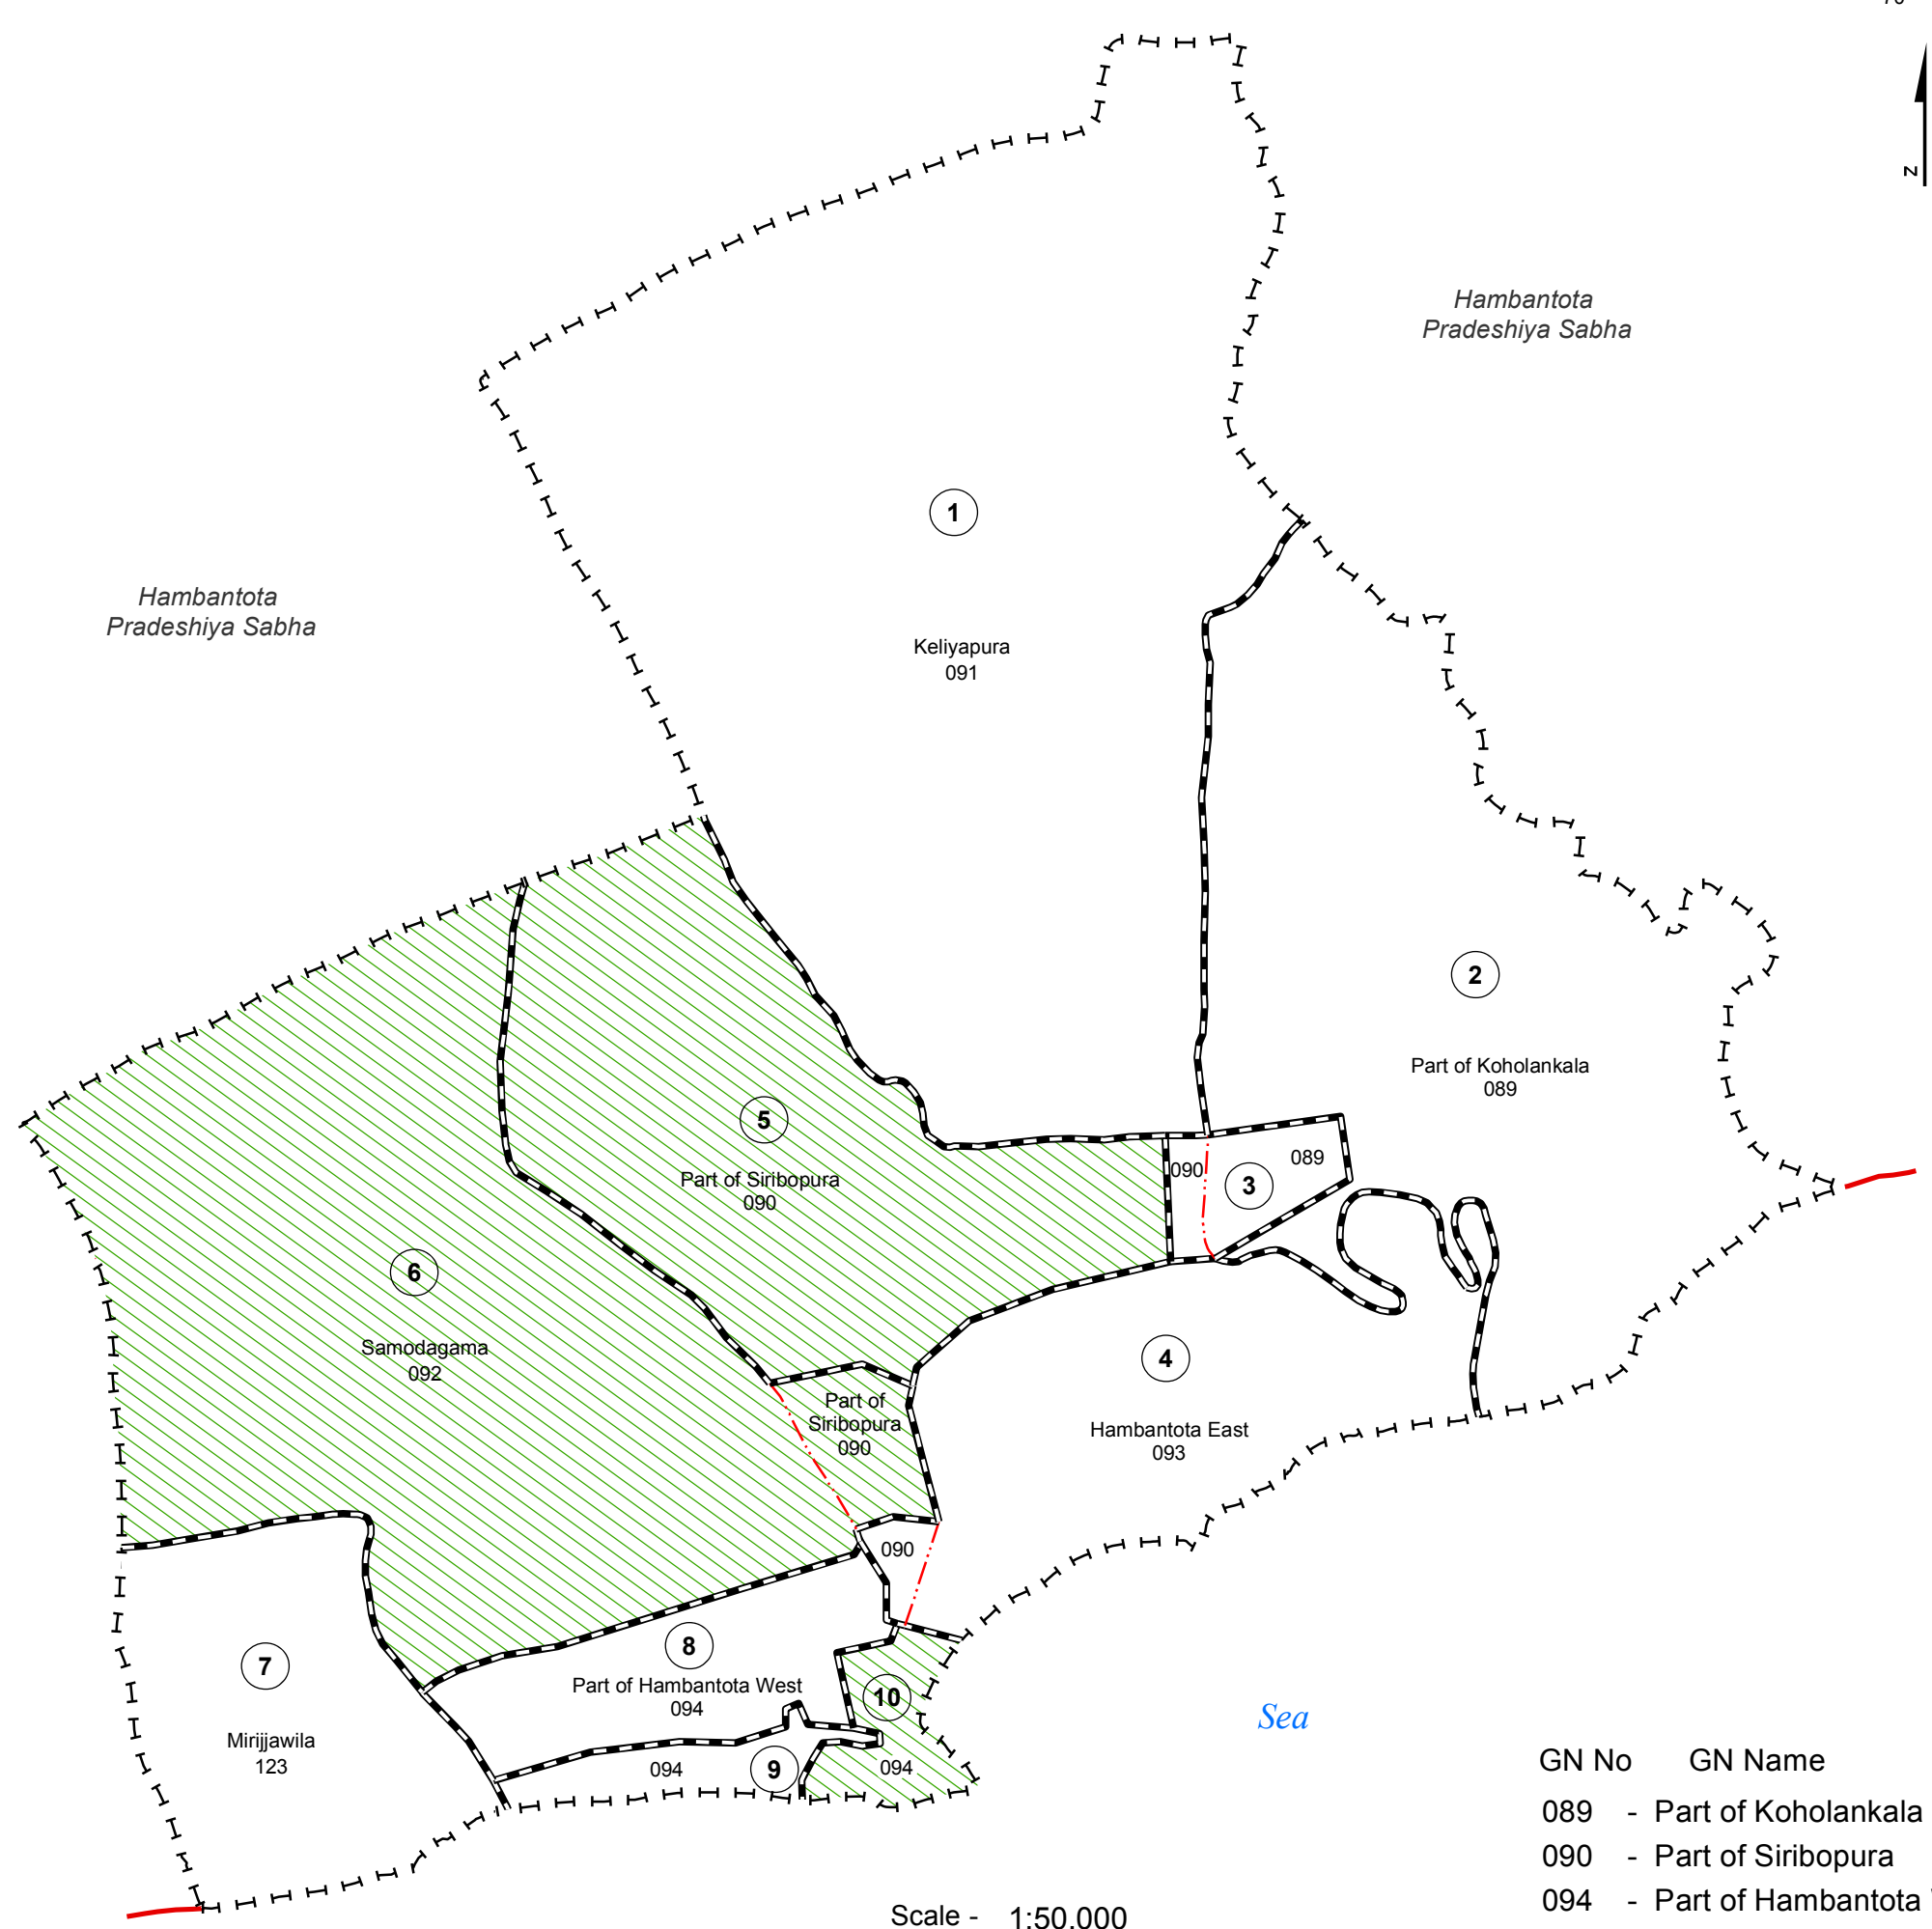 Hambantota
Pradeshiya Sabha
1
Hambantota
Pradeshiya Sabha
Keliyapura
091
2
Part of Koholankala
089
5
Part of Siribopura
090
090
3
089
6
Samodagama
092
4
Hambantota East
093
Part of
Siribopura
090
090
7
Mirijjawila
123
8
Part of Hambantota West
094
10
9
094
094
Sea
GN No GN Name
089 - Part of Koholankala
090 - Part of Siribopura
094 - Part of Hambantota
Scale - 1:50,000
N